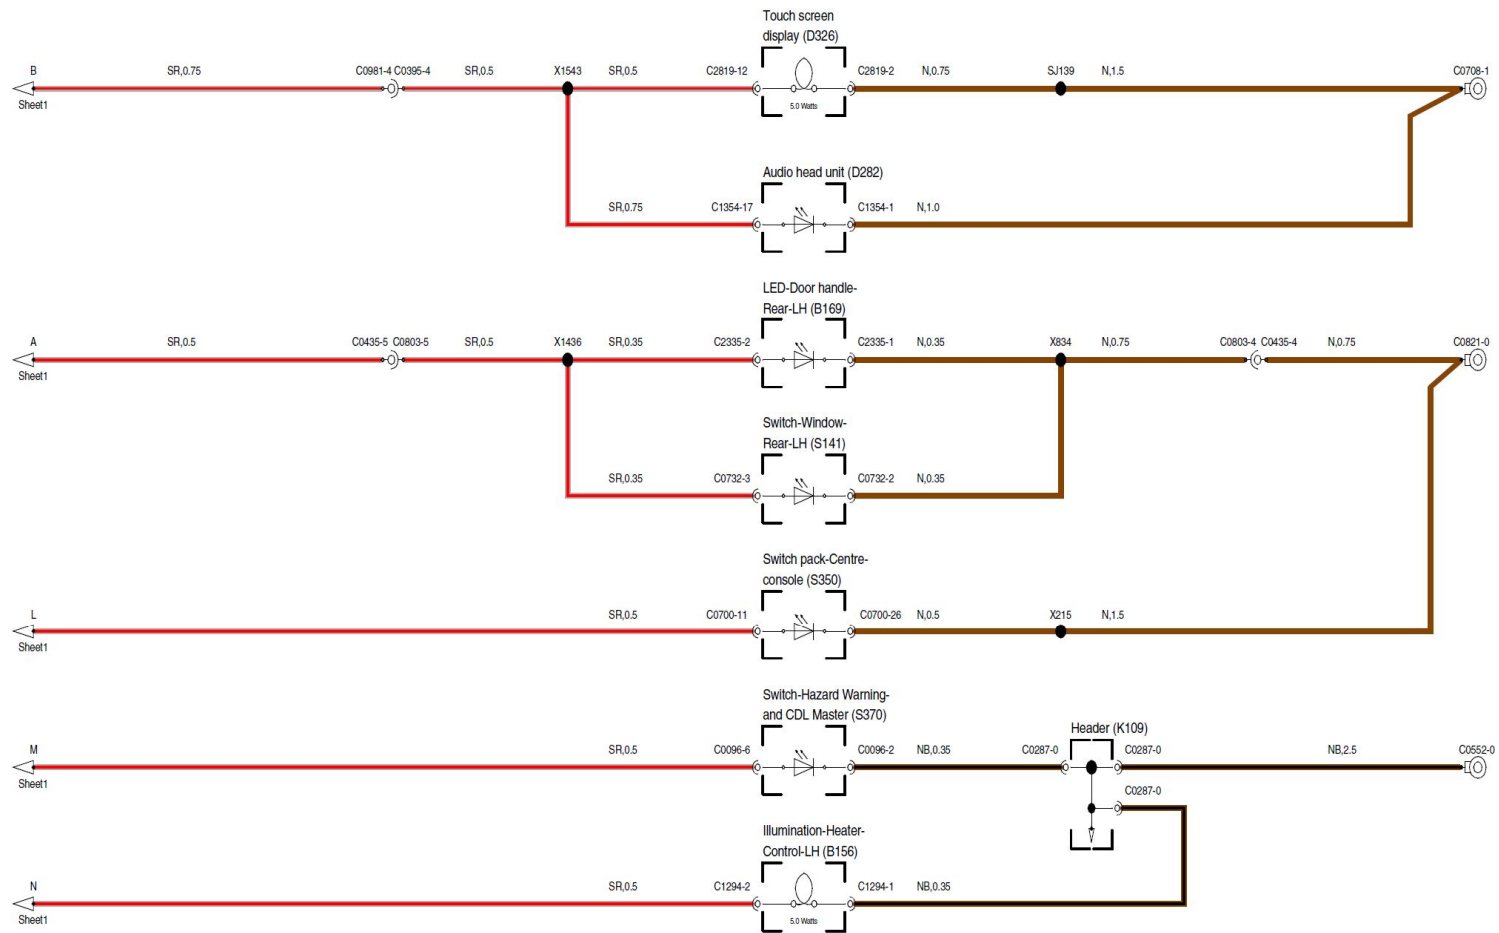 Touch screen
display (D326)
B SR,0.75 C0981-4 C0395-4 SR,0.5 X1543 SR,0.5 C2819-12 C2819-2 N,0.75 SJ139 N,1.5 C0708-1
Sheet1 5.0 Watts
Audio head unit (D282)
SR,0.75 C1354-17 C1354-1 N,1.0
LED-Door handle-
Rear-LH (B169)
A SR,0.5 C0435-5 C0803-5 SR,0.5 X1436 SR,0.35 C2335-2 C2335-1 N,0.35 X834 N,0.75 C0803-4 C0435-4 N,0.75 C0821-0
Sheet1
Switch-Window-
Rear-LH (S141)
SR,0.35 C0732-3 C0732-2 N,0.35
Switch pack-Centre-
console (S350)
L SR,0.5 C0700-11 C0700-26 N,0.5 X215 N,1.5
Sheet1
Switch-Hazard Warning-
and CDL Master (S370)
Header (K109)
M SR,0.5 C0096-6 C0096-2 NB,0.35 C0287-0 C0287-0 NB,2.5 C0552-0
Sheet1
C0287-0
Illumination-Heater-
Control-LH (B156)
N SR,0.5 C1294-2 C1294-1 NB,0.35
Sheet1 5.0 Watts